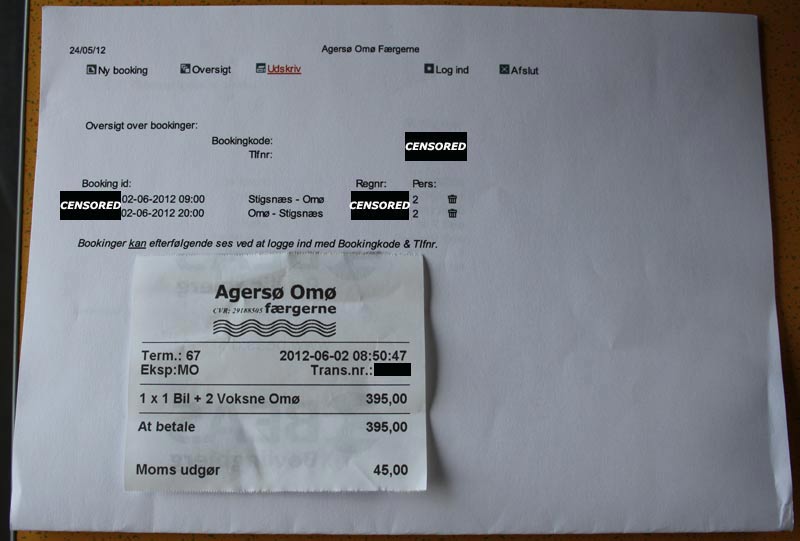 24/05/12 Agersø Omø Færgerne
Ny booking Oversigt Udskriv Log ind Afslut
Oversigt over bookinger:
Bookingkode:
CENSORED
Tlfnr:
Booking id: Regnr: Pers:
02-06-2012 09:00 Stigsnæs - Omø 2
CENSORED CENSORED
02-06-2012 20:00 Omø - Stigsnæs 2
Bookinger kan efterfølgende ses ved at logge ind med Bookingkode & Tlfnr.
Agersø Omø
CVR: 29188505 færgerne
Term.: 67 2012-06-02 08:50:47
Eksp:MO Trans.nr.:
1 x 1 Bil + 2 Voksne Omø 395,00
At betale 395,00
Moms udgør 45,00